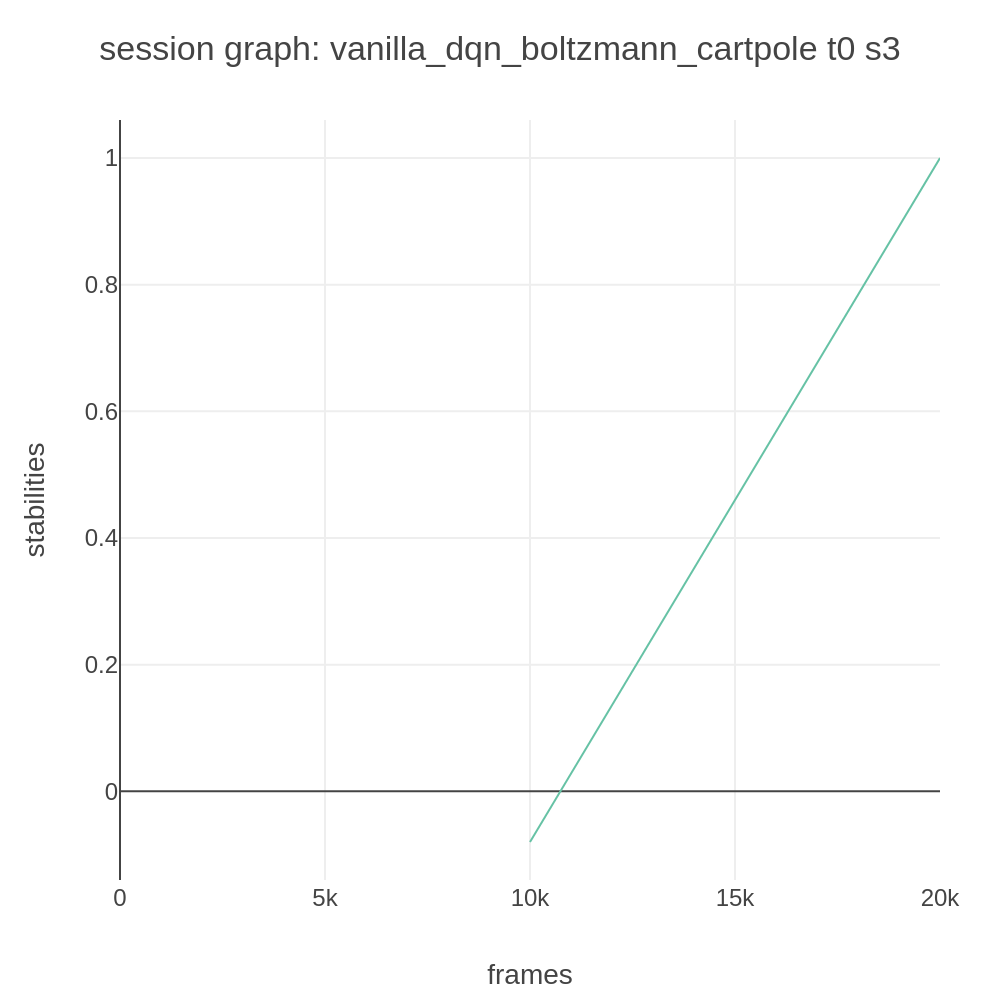 session graph: vanilla_dqn_boltzmann_cartpole t0 s3
1
0.8
0.6
0.4
0.2
0
stabilities
0 5k 10k 15k 20k
frames